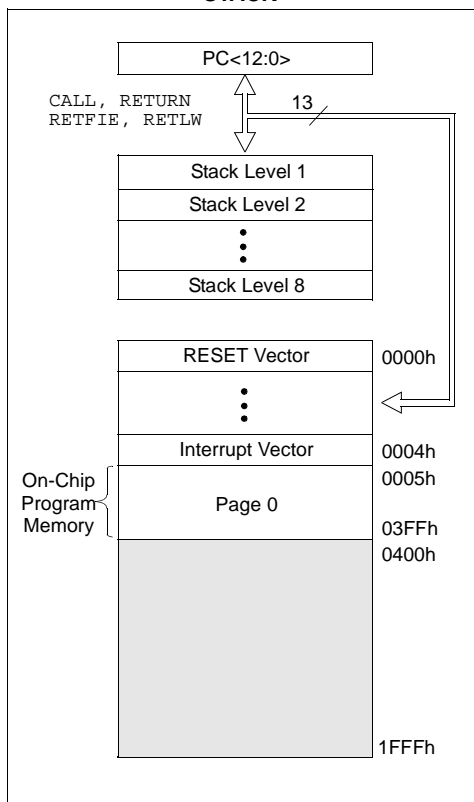 PC<12:0>
CALL, RETURN
RETFIE, RETLW
13
Stack Level 1
Stack Level 2
Stack Level 8
RESET Vector
0000h
Interrupt Vector
0004h
On-Chip
Program
Memory
Page 0
0005h
03FFh
0400h
1FFFh